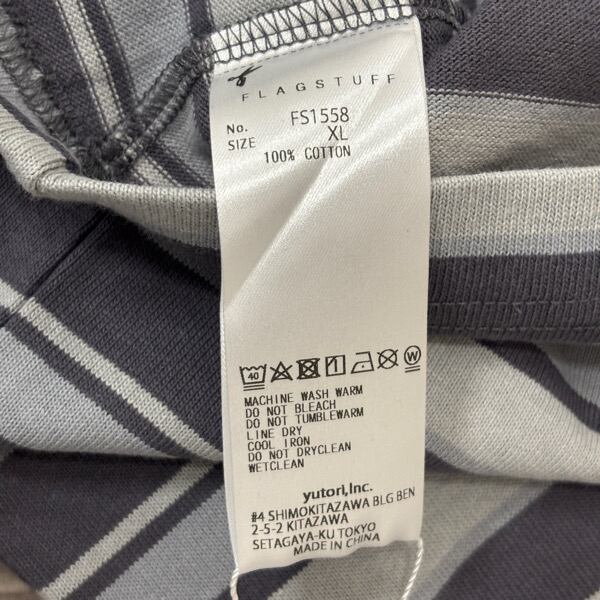 FLAGSTUFF
No. FS1558
SIZE XL
100% COTTON
40 W
MACHINE WASH WARM
DO NOT BLEACH
DO NOT TUMBLEWARM
LINE DRY
COOL IRON
DO NOT DRYCLEAN
WETCLEAN
yutori,Inc.
#4 SHIMOKITAZAWA BLG BEN
2-5-2 KITAZAWA
SETAGAYA-KU TOKYO
MADE IN CHINA